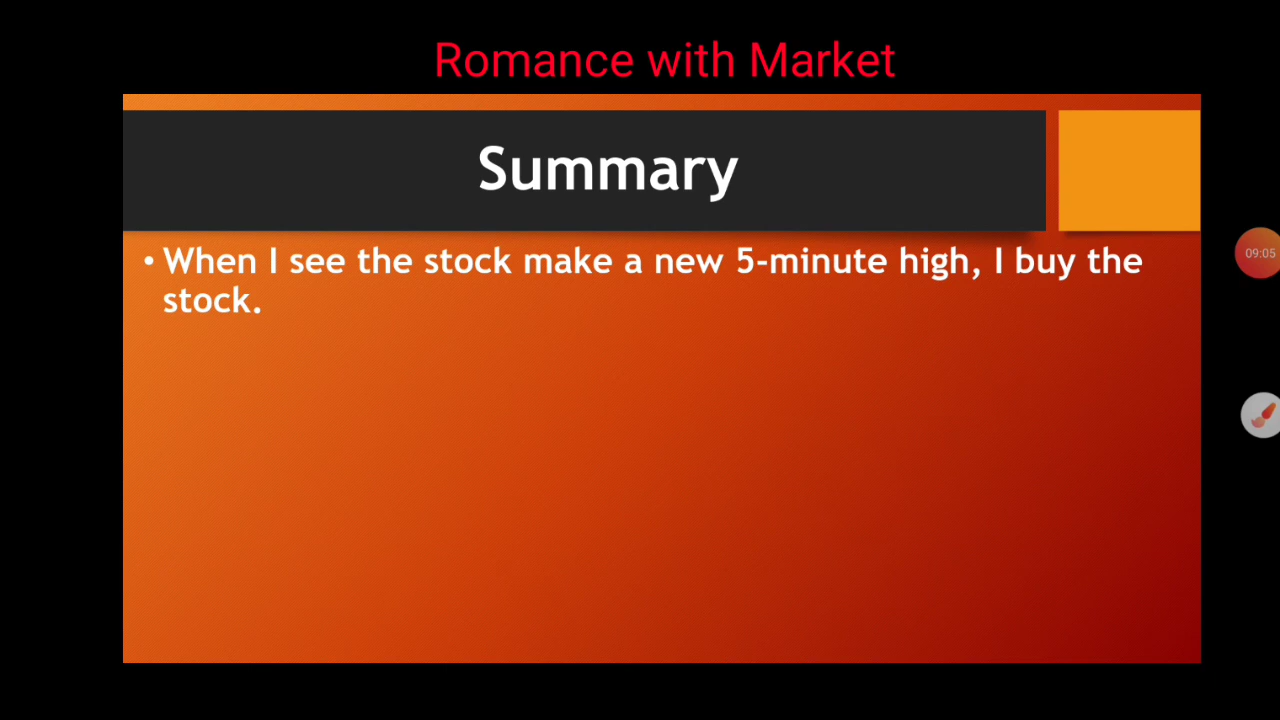 Romance with Market
Summary
• When I see the stock make a new 5-minute high, I buy the
stock.
09:05